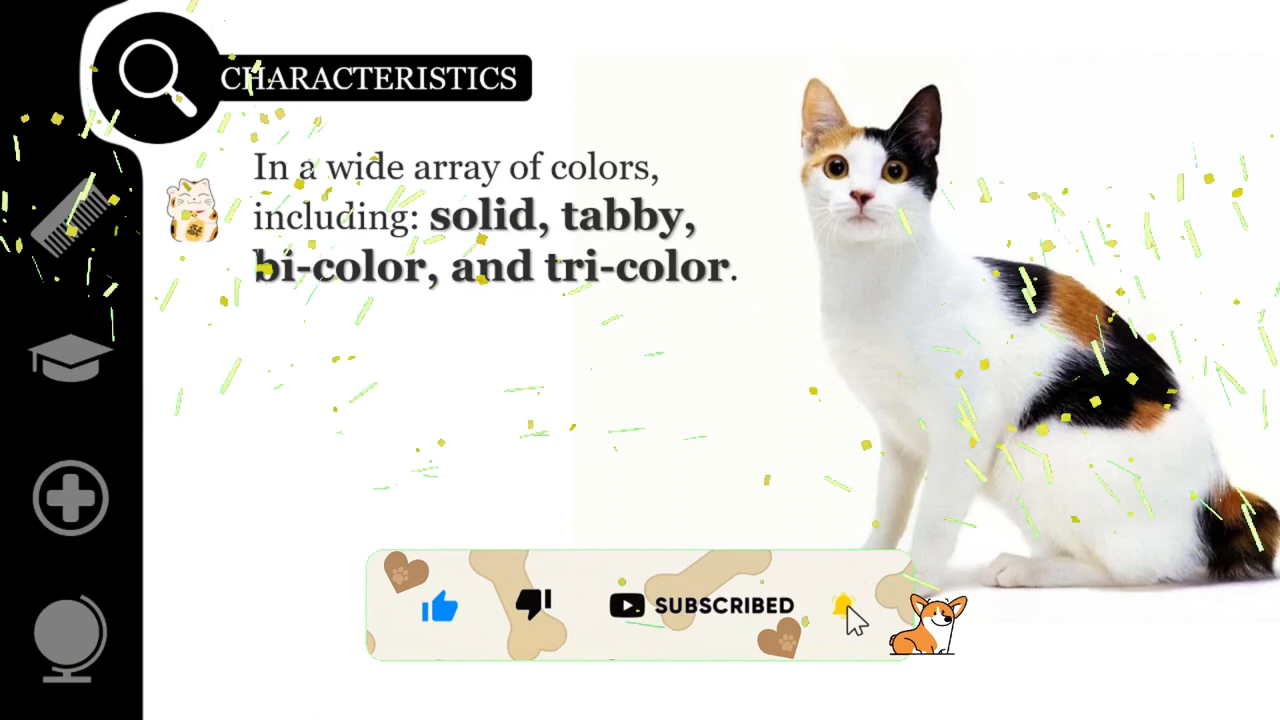 CHARACTERISTICS
In a wide array of colors,
including: solid, tabby,
bi-color, and tri-color.
SUBSCRIBED